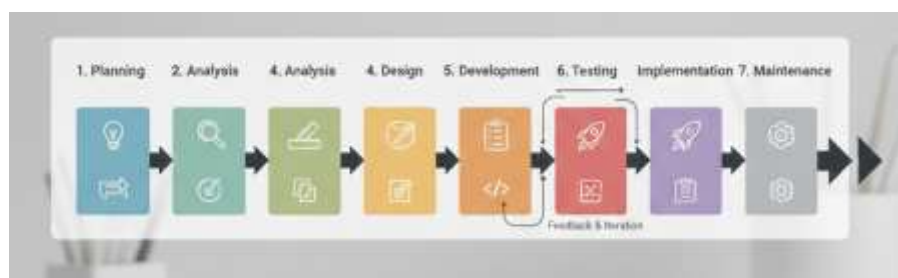 1. Planning
2. Analysis
4. Analysis
4. Design
5. Development
6. Testing
Implementation
7. Maintenance
</>
Feedback & Iteration